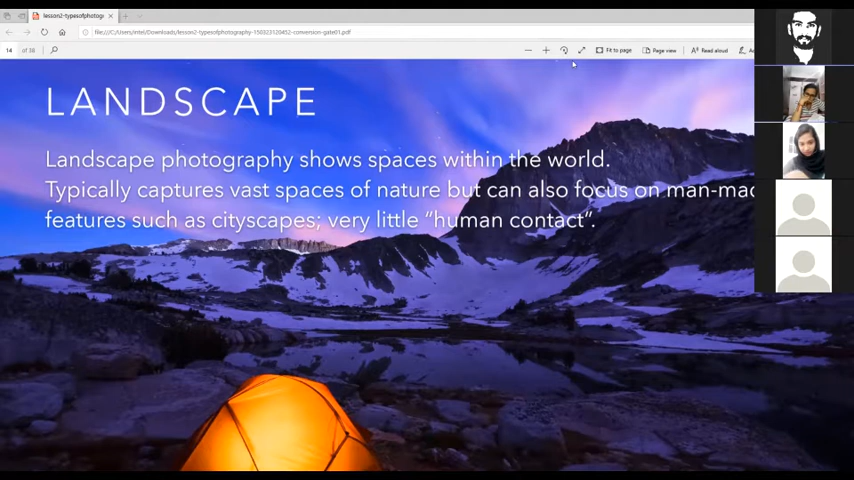 lesson2-typesofphotogr
file:///C:/Users/intel/Downloads/lesson2-typesofphotography-150323120452-conversion-gate01.pdf
14 of 38
Fit to page
Page view
Read aloud
LANDSCAPE
Landscape photography shows spaces within the world.
Typically captures vast spaces of nature but can also focus on man-mad
features such as cityscapes; very little “human contact”.